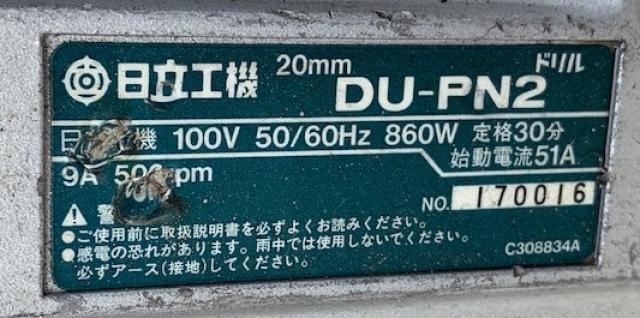 日立工機 20mm DU-PN2 ドリル
日 機 100V 50/60Hz 860W 定格30分
9A pm 始動電流51A
NO. 170016
⚠ 警
●ご使用前に取扱説明書を必ずよくお読みください。
●感電の恐れがあります。雨中では使用しないでください。
必ずアース(接地)してください。
C308834A